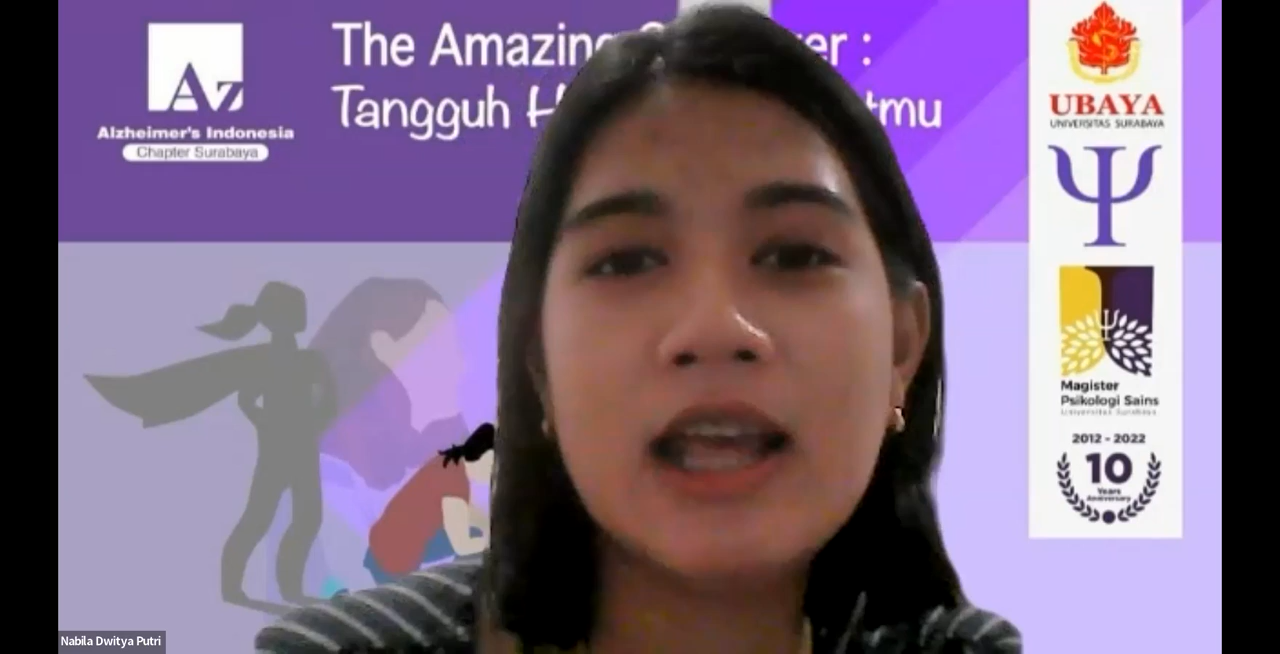 The Amazing
er :
Tangguh H
tmu
Alzheimer's Indonesia
Chapter Surabaya
UBAYA
UNIVERSITAS SURABAYA
Magister
Psikologi Sains
Universitas Surabaya
2012 - 2022
10
Years
Anniversary
Nabila Dwitya Putri